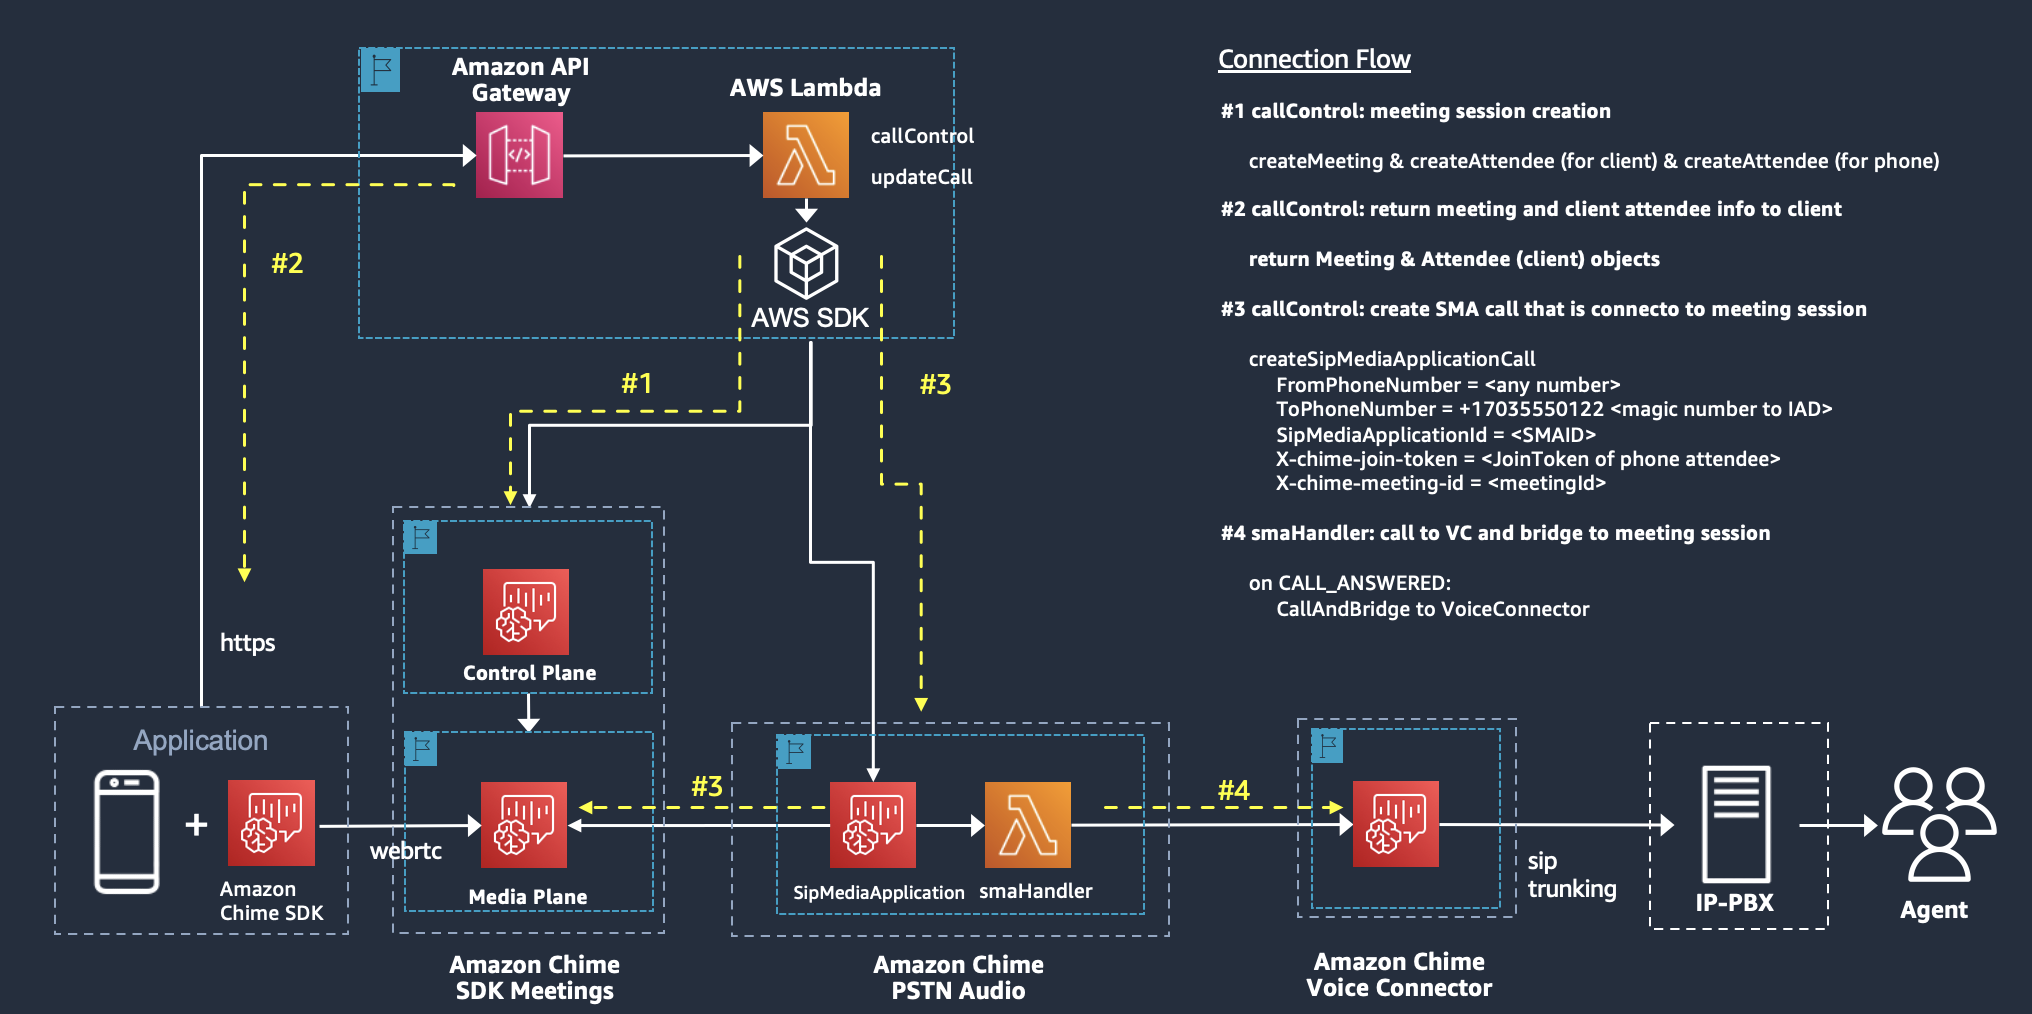 Amazon API
Gateway
AWS Lambda
callControl
updateCall
AWS SDK
#2
#1
#3
https
Application
+
Amazon
Chime SDK
webrtc
Control Plane
Media Plane
Amazon Chime
SDK Meetings
#3
SipMediaApplication
smaHandler
Amazon Chime
PSTN Audio
#4
Amazon Chime
Voice Connector
sip
trunking
IP-PBX
Agent
Connection Flow
#1 callControl: meeting session creation
createMeeting & createAttendee (for client) & createAttendee (for phone)
#2 callControl: return meeting and client attendee info to client
return Meeting & Attendee (client) objects
#3 callControl: create SMA call that is connecto to meeting session
createSipMediaApplicationCall
FromPhoneNumber = <any number>
ToPhoneNumber = +17035550122 <magic number to IAD>
SipMediaApplicationId = <SMAID>
X-chime-join-token = <JoinToken of phone attendee>
X-chime-meeting-id = <meetingId>
#4 smaHandler: call to VC and bridge to meeting session
on CALL_ANSWERED:
CallAndBridge to VoiceConnector